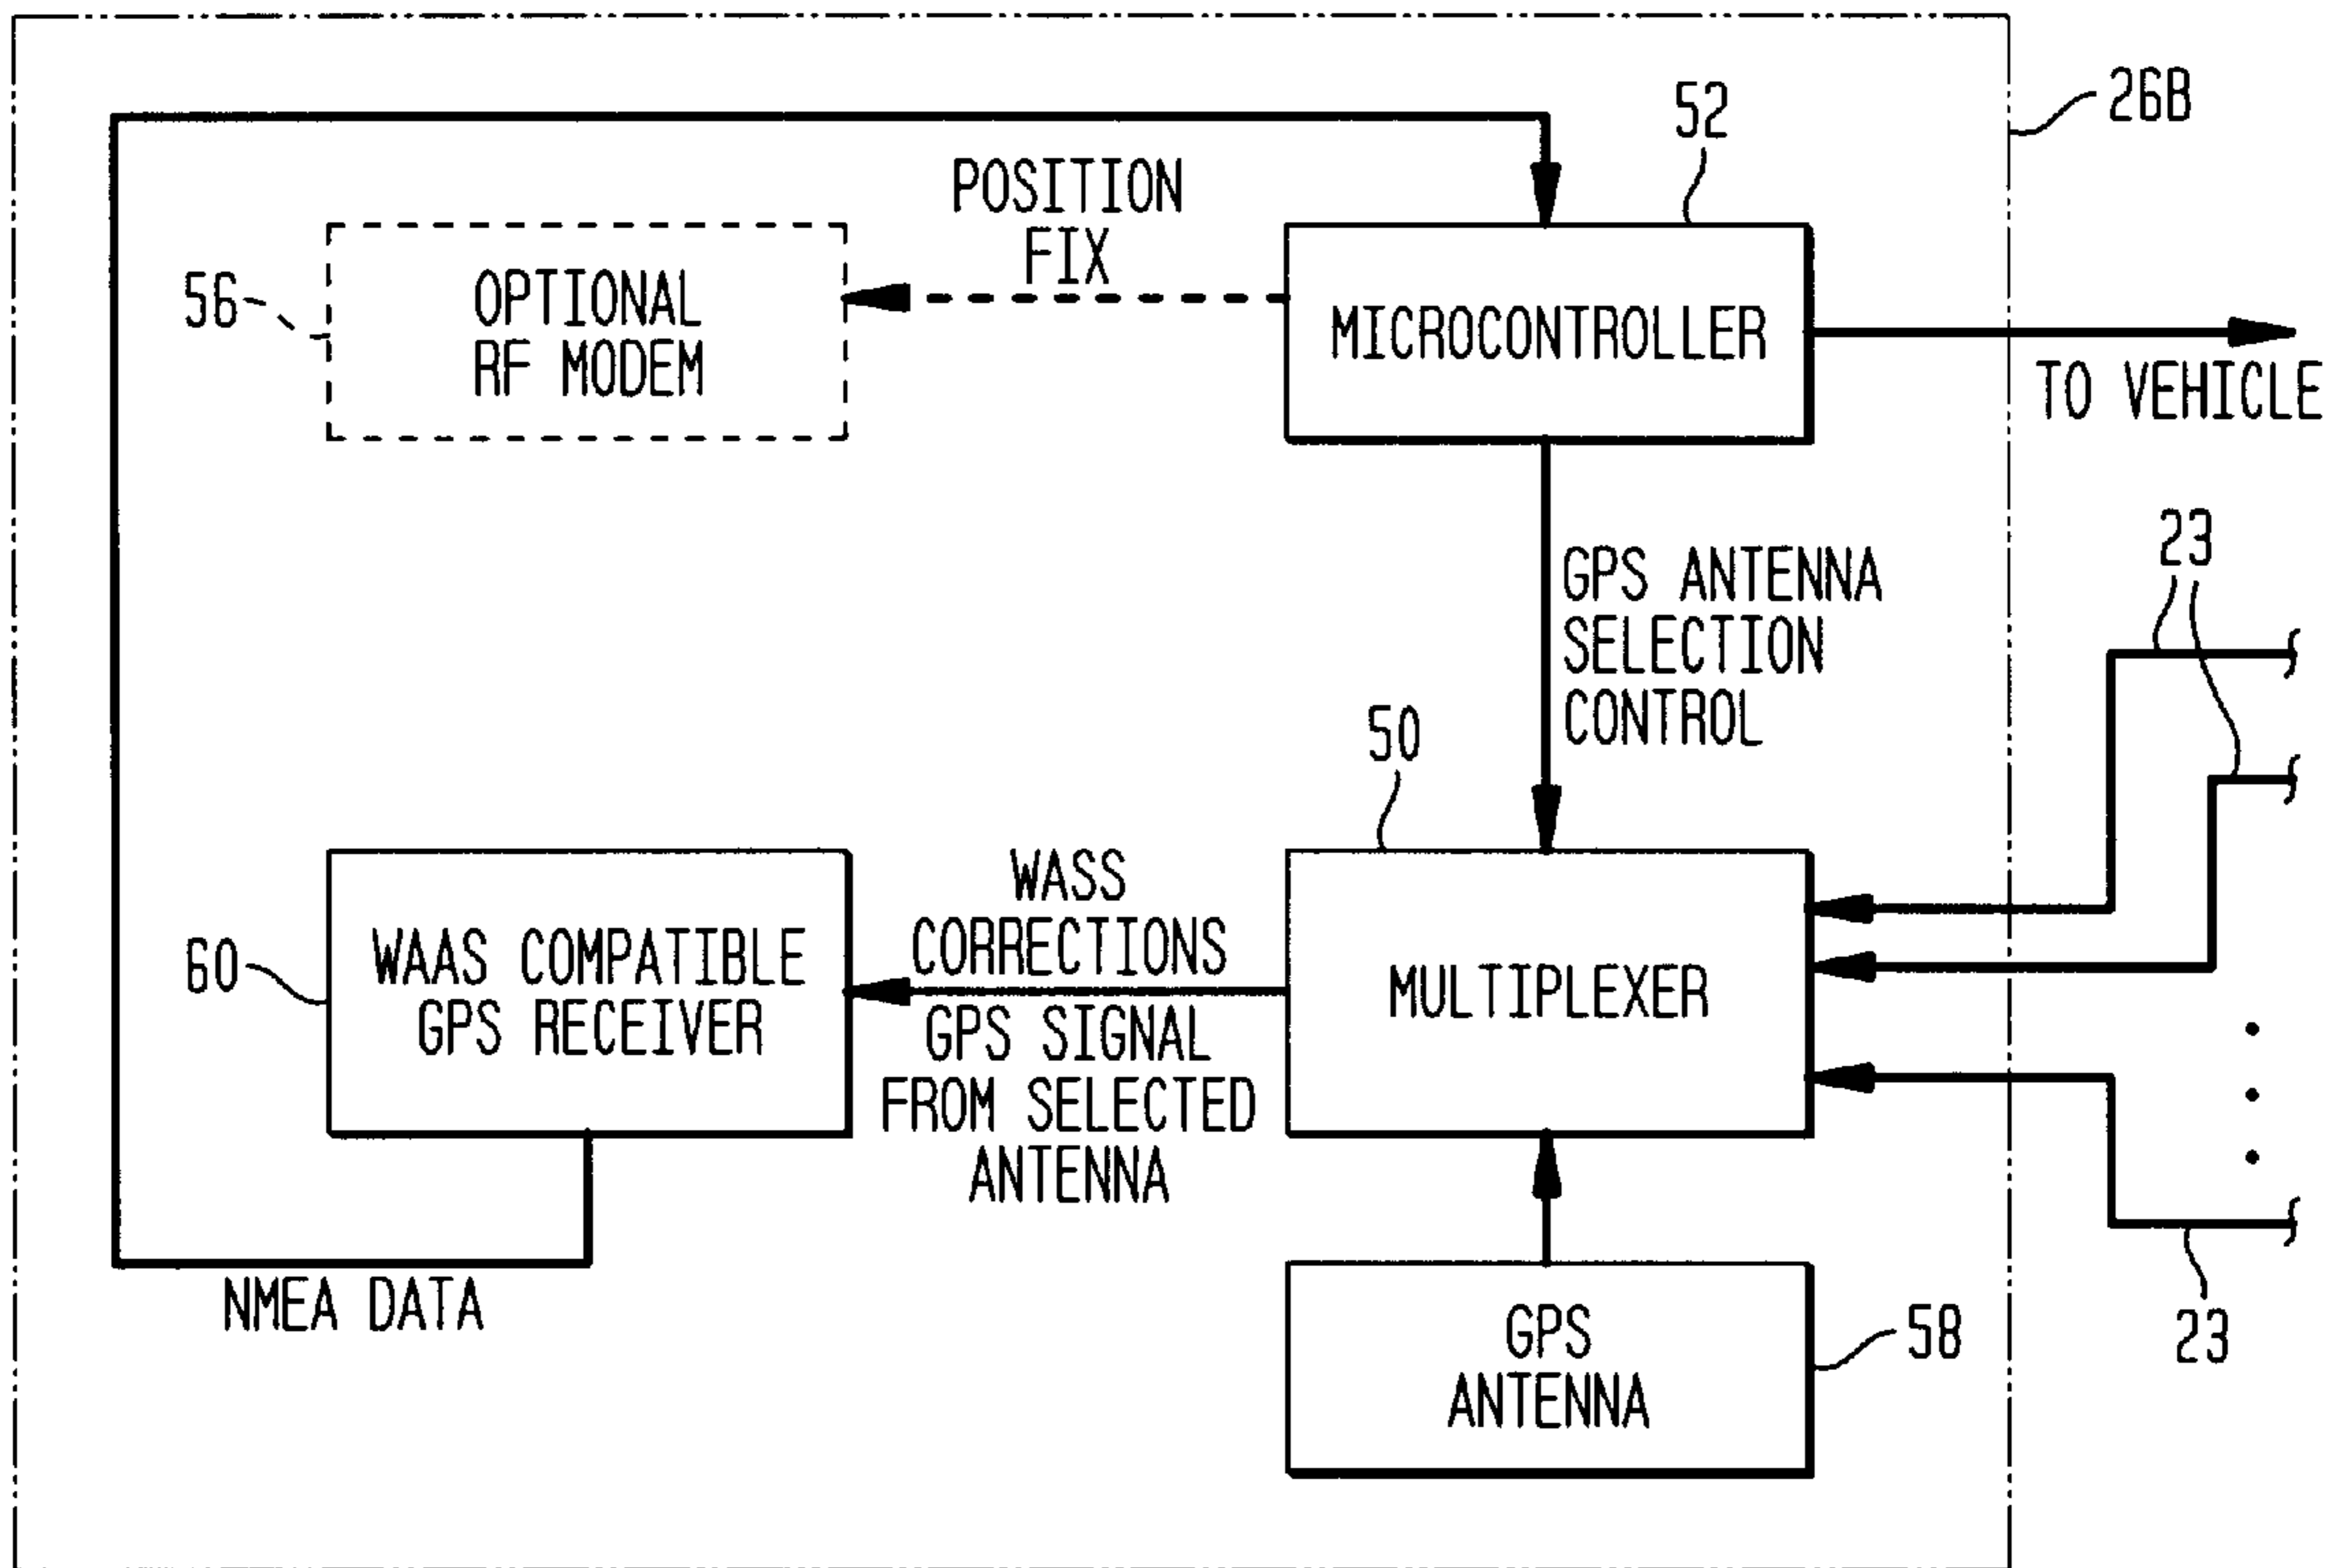 26B
52
POSITION
FIX
56
OPTIONAL
RF MODEM
MICROCONTROLLER
TO VEHICLE
23
GPS ANTENNA
SELECTION
CONTROL
50
WASS
CORRECTIONS
60
WAAS COMPATIBLE
GPS RECEIVER
MULTIPLEXER
GPS SIGNAL
FROM SELECTED
ANTENNA
NMEA DATA
GPS
ANTENNA
58
23